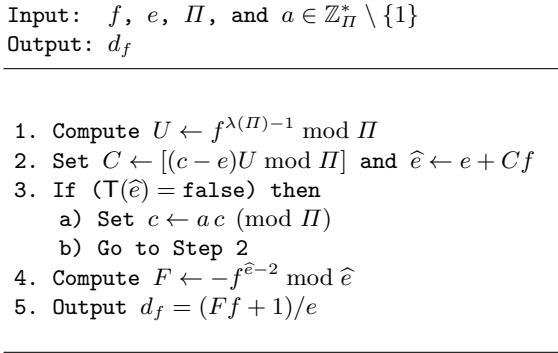 Input: f, e, Π, and a ∈ ℤ*_Π \ {1}
Output: d_f
1. Compute U ← f^{λ(Π)−1} mod Π
2. Set C ← [(c − e)U mod Π] and ê ← e + Cf
3. If (T(ê) = false) then
a) Set c ← a c (mod Π)
b) Go to Step 2
4. Compute F ← −f^{ê−2} mod ê
5. Output d_f = (Ff + 1)/e